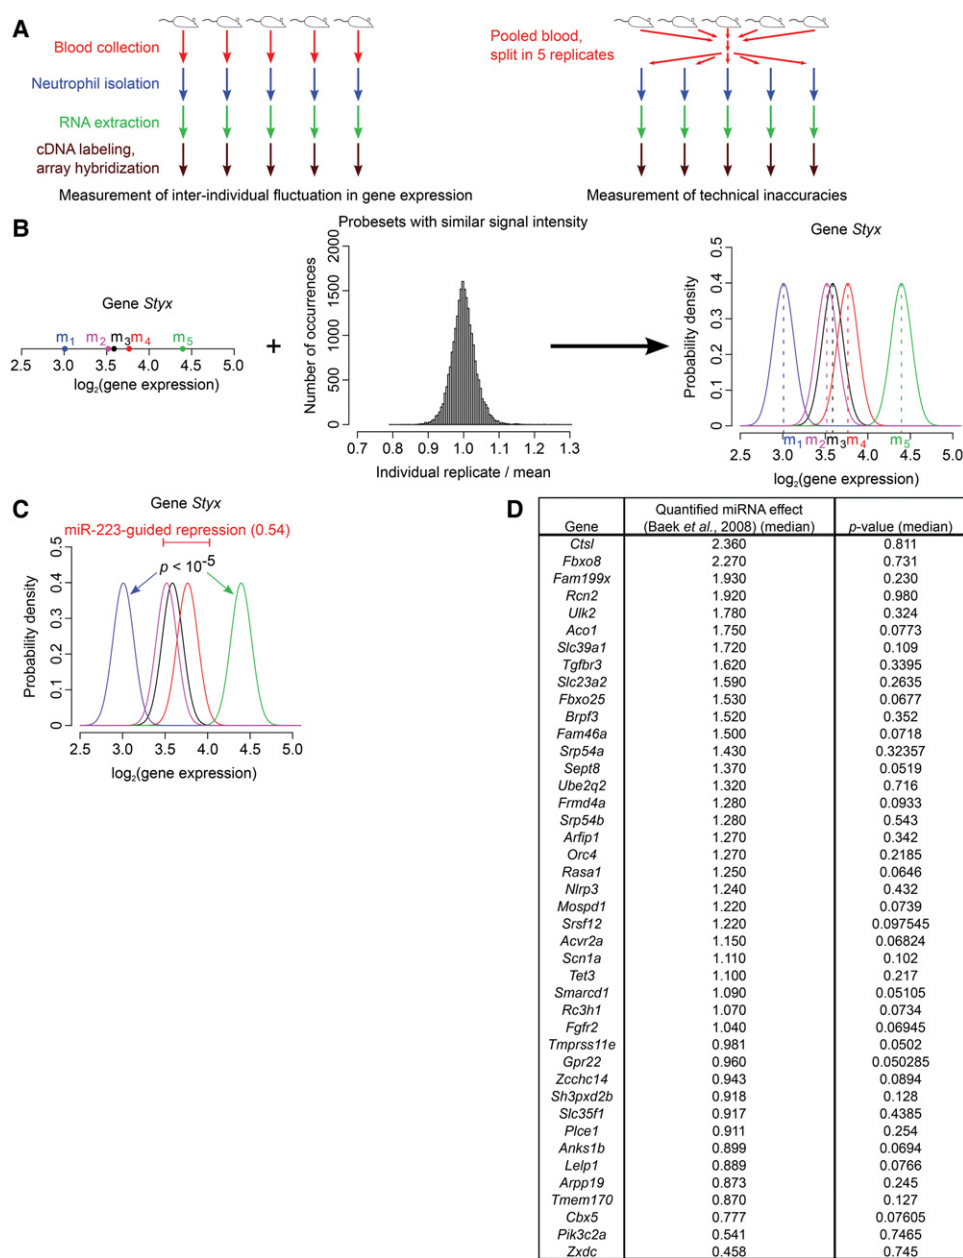 A
Blood collection
Neutrophil isolation
RNA extraction
cDNA labeling,
array hybridization
Measurement of inter-individual fluctuation in gene expression
Pooled blood,
split in 5 replicates
Measurement of technical inaccuracies
B
Gene Styx
m1 m2 m3 m4 m5
2.5 3.0 3.5 4.0 4.5 5.0
log2(gene expression)
+
Probesets with similar signal intensity
Number of occurrences
0 500 1000 1500 2000
0.7 0.8 0.9 1.0 1.1 1.2 1.3
Individual replicate / mean
Gene Styx
Probability density
0 0.1 0.2 0.3 0.4 0.5
m1 m2 m3 m4 m5
2.5 3.0 3.5 4.0 4.5 5.0
log2(gene expression)
C
Gene Styx
miR-223-guided repression (0.54)
p < 10-5
Probability density
0 0.1 0.2 0.3 0.4 0.5
2.5 3.0 3.5 4.0 4.5 5.0
log2(gene expression)
D
Gene Quantified miRNA effect (Baek et al., 2008) (median) p-value (median)
Ctsl 2.360 0.811
Fbxo8 2.270 0.731
Fam199x 1.930 0.230
Rcn2 1.920 0.980
Ulk2 1.780 0.324
Aco1 1.750 0.0773
Slc39a1 1.720 0.109
Tgfbr3 1.620 0.3395
Slc23a2 1.590 0.2635
Fbxo25 1.530 0.0677
Brpf3 1.520 0.352
Fam46a 1.500 0.0718
Srp54a 1.430 0.32357
Sept8 1.370 0.0519
Ube2q2 1.320 0.716
Frmd4a 1.280 0.0933
Srp54b 1.280 0.543
Arfip1 1.270 0.342
Orc4 1.270 0.2185
Rasa1 1.250 0.0646
Nlrp3 1.240 0.432
Mospd1 1.220 0.0739
Srsf12 1.220 0.097545
Acvr2a 1.150 0.06824
Scn1a 1.110 0.102
Tet3 1.100 0.217
Smarcd1 1.090 0.05105
Rc3h1 1.070 0.0734
Fgfr2 1.040 0.06945
Tmprss11e 0.981 0.0502
Gpr22 0.960 0.050285
Zcchc14 0.943 0.0894
Sh3pxd2b 0.918 0.128
Slc35f1 0.917 0.4385
Plce1 0.911 0.254
Anks1b 0.899 0.0694
Lelp1 0.889 0.0766
Arpp19 0.873 0.245
Tmem170 0.870 0.127
Cbx5 0.777 0.07605
Pik3c2a 0.541 0.7465
Zxdc 0.458 0.745